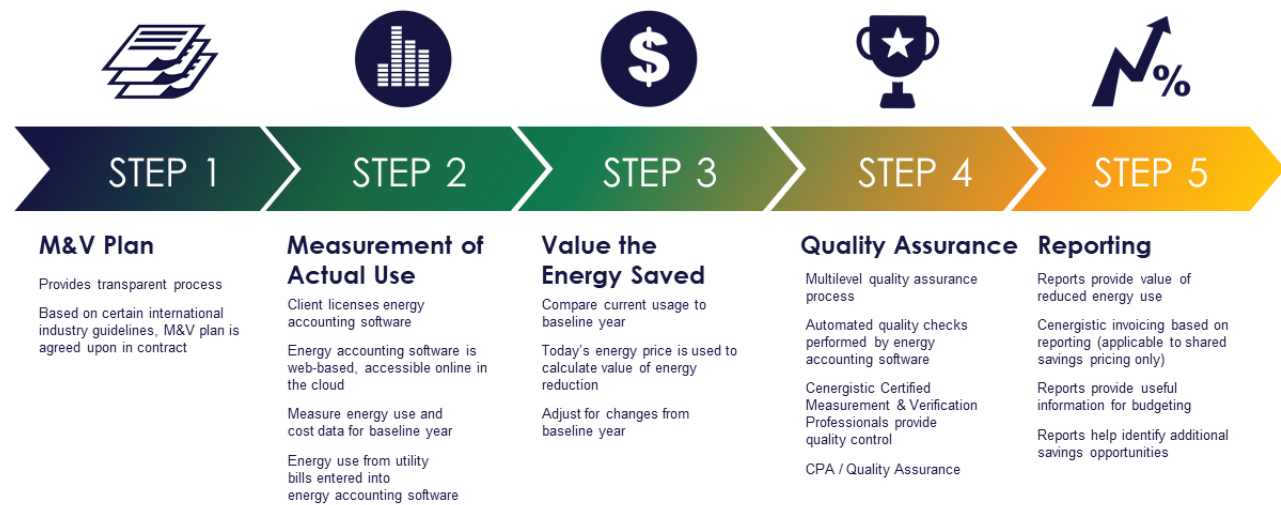 %
STEP 1
STEP 2
STEP 3
STEP 4
STEP 5
M&V Plan
Provides transparent process
Based on certain international
industry guidelines, M&V plan is
agreed upon in contract
Measurement of
Actual Use
Client licenses energy
accounting software
Energy accounting software is
web-based, accessible online in
the cloud
Measure energy use and
cost data for baseline year
Energy use from utility
bills entered into
energy accounting software
Value the
Energy Saved
Compare current usage to
baseline year
Today's energy price is used to
calculate value of energy
reduction
Adjust for changes from
baseline year
Quality Assurance
Multilevel quality assurance
process
Automated quality checks
performed by energy
accounting software
Cenergistic Certified
Measurement & Verification
Professionals provide
quality control
CPA / Quality Assurance
Reporting
Reports provide value of
reduced energy use
Cenergistic invoicing based on
reporting (applicable to shared
savings pricing only)
Reports provide useful
information for budgeting
Reports help identify additional
savings opportunities